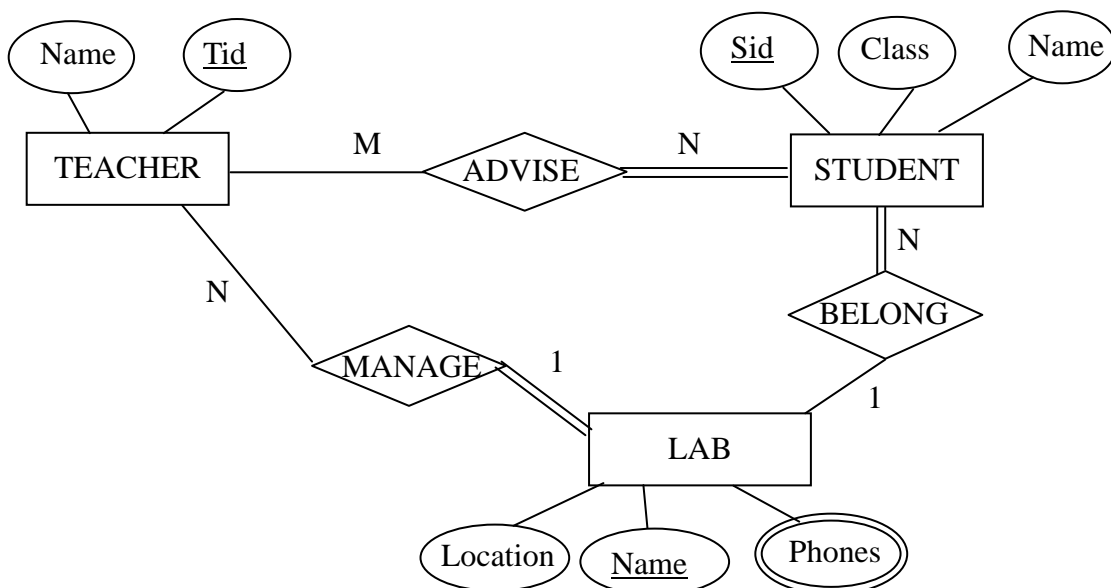 Name
Tid
Sid
Class
Name
TEACHER
M
ADVISE
N
STUDENT
N
N
BELONG
MANAGE
1
1
LAB
Location
Name
Phones